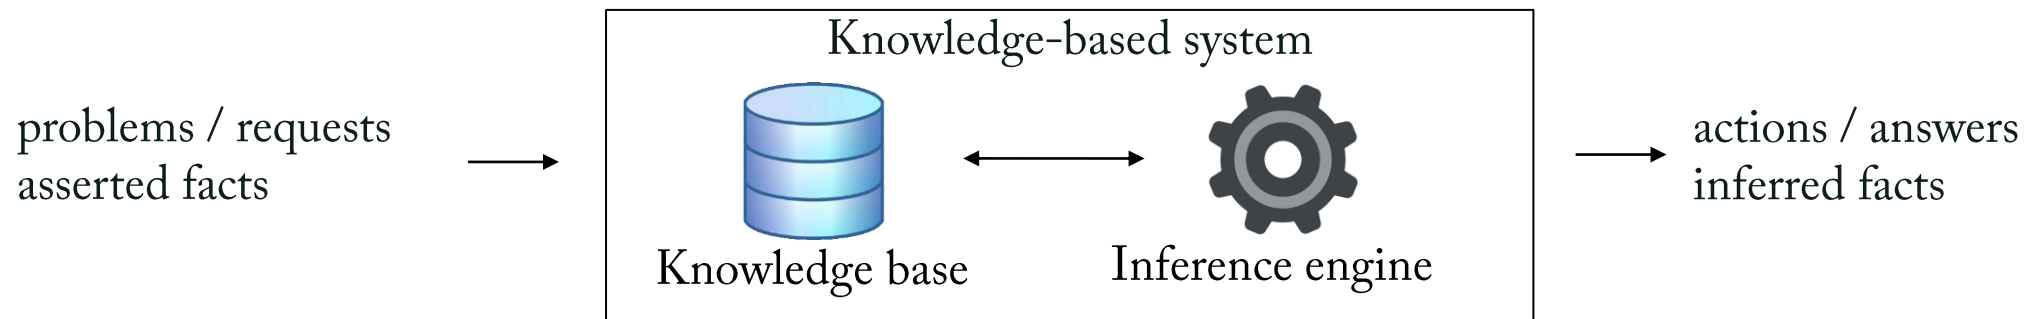 Knowledge-based system
problems / requests
asserted facts
actions / answers
inferred facts
Knowledge base
Inference engine